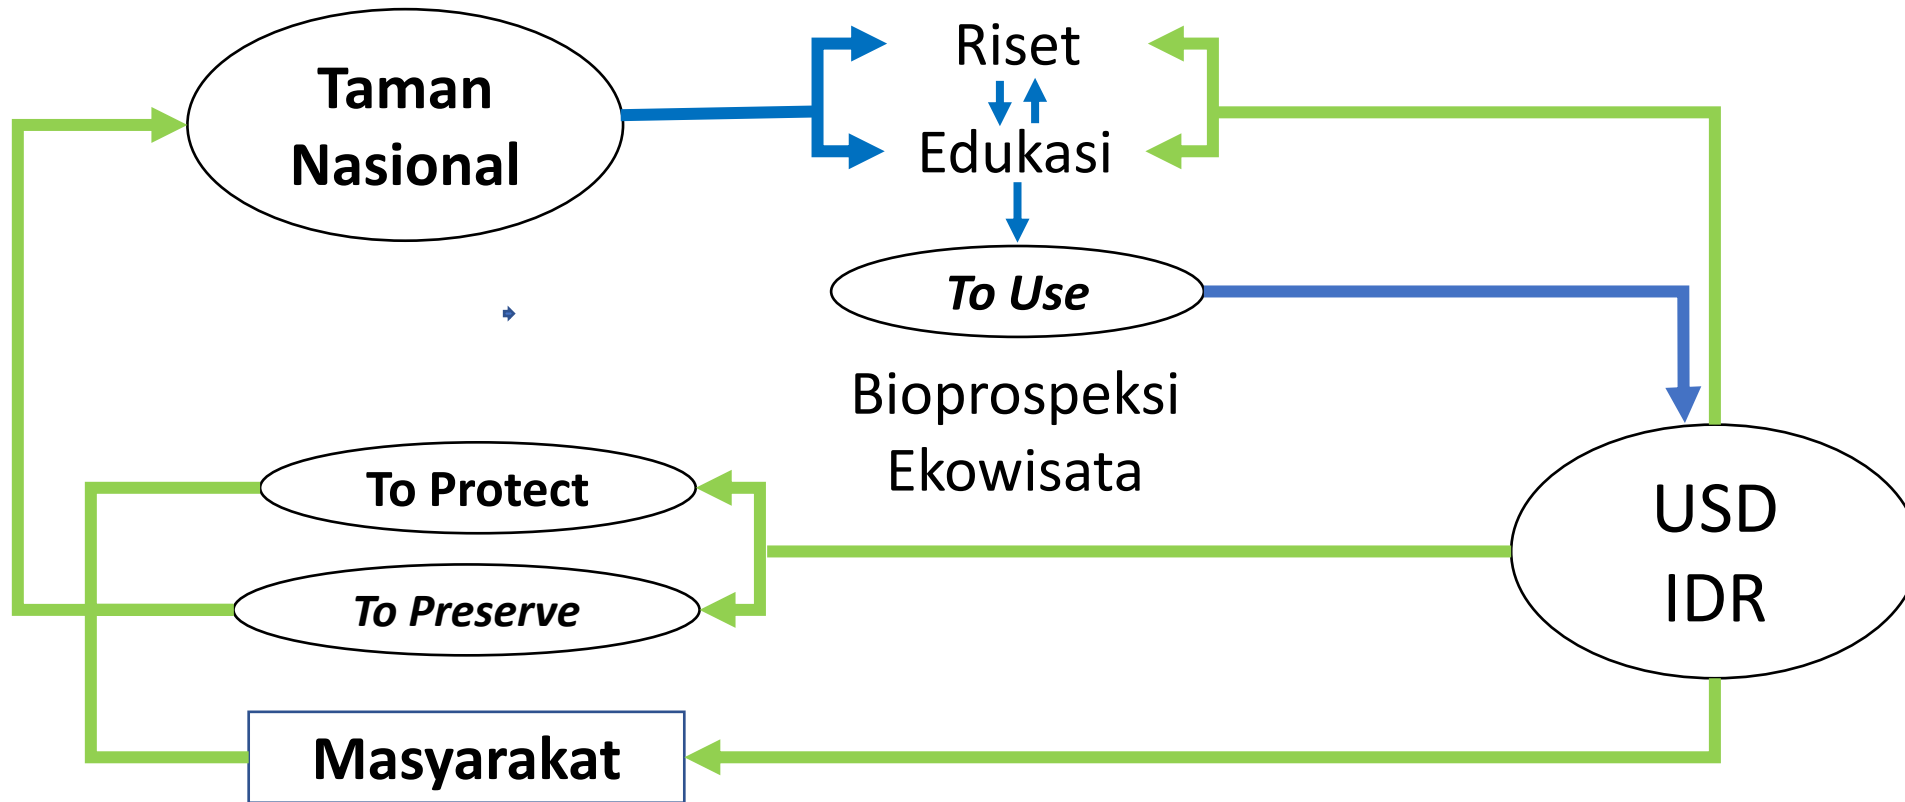 Taman
Nasional
Riset
Edukasi
To Use
Bioprospeksi
Ekowisata
To Protect
To Preserve
Masyarakat
USD
IDR